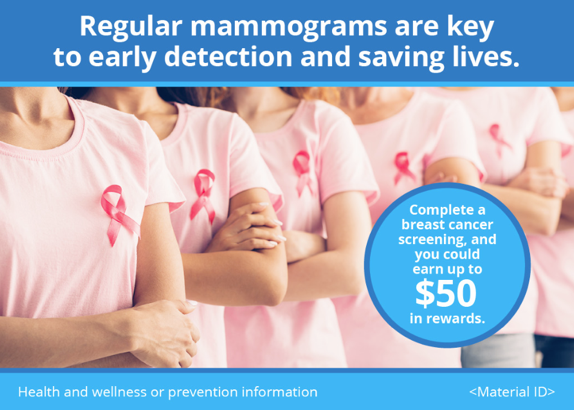 Regular mammograms are key
to early detection and saving lives.
Complete a
breast cancer
screening, and
you could
earn up to
$50
in rewards.
Health and wellness or prevention information
<Material ID>